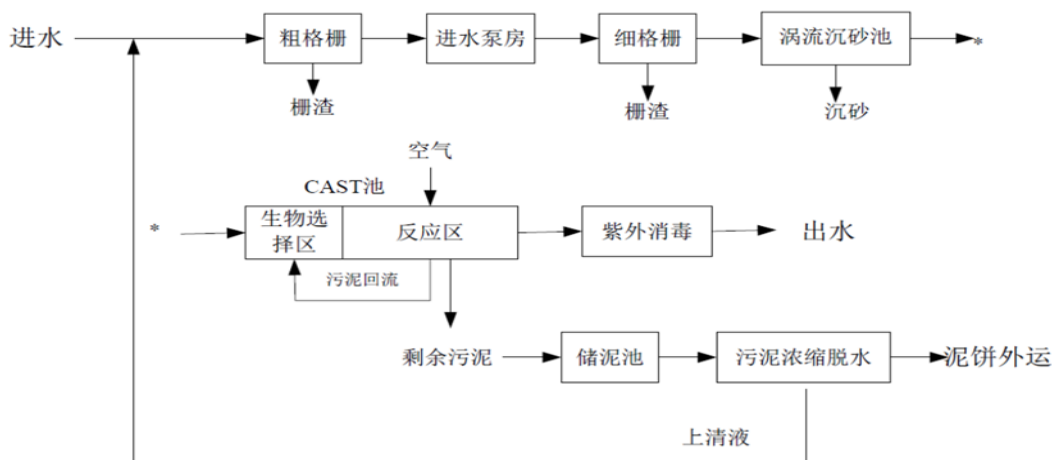 进水
粗格栅
进水泵房
细格栅
涡流沉砂池
*
栅渣
栅渣
沉砂
空气
CAST池
*
生物选
择区
反应区
紫外消毒
出水
污泥回流
剩余污泥
储泥池
污泥浓缩脱水
泥饼外运
上清液